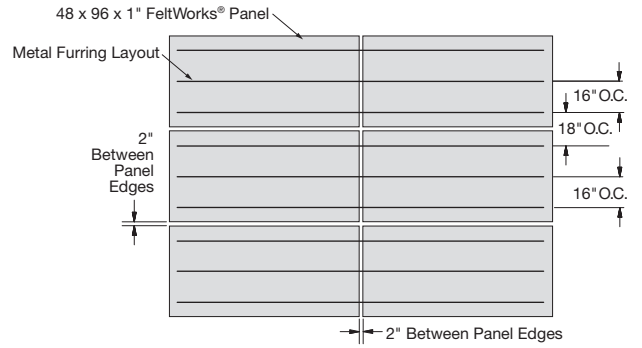 48 x 96 x 1" FeltWorks® Panel
Metal Furring Layout
16" O.C.
18" O.C.
2"
Between
Panel
Edges
16" O.C.
2" Between Panel Edges